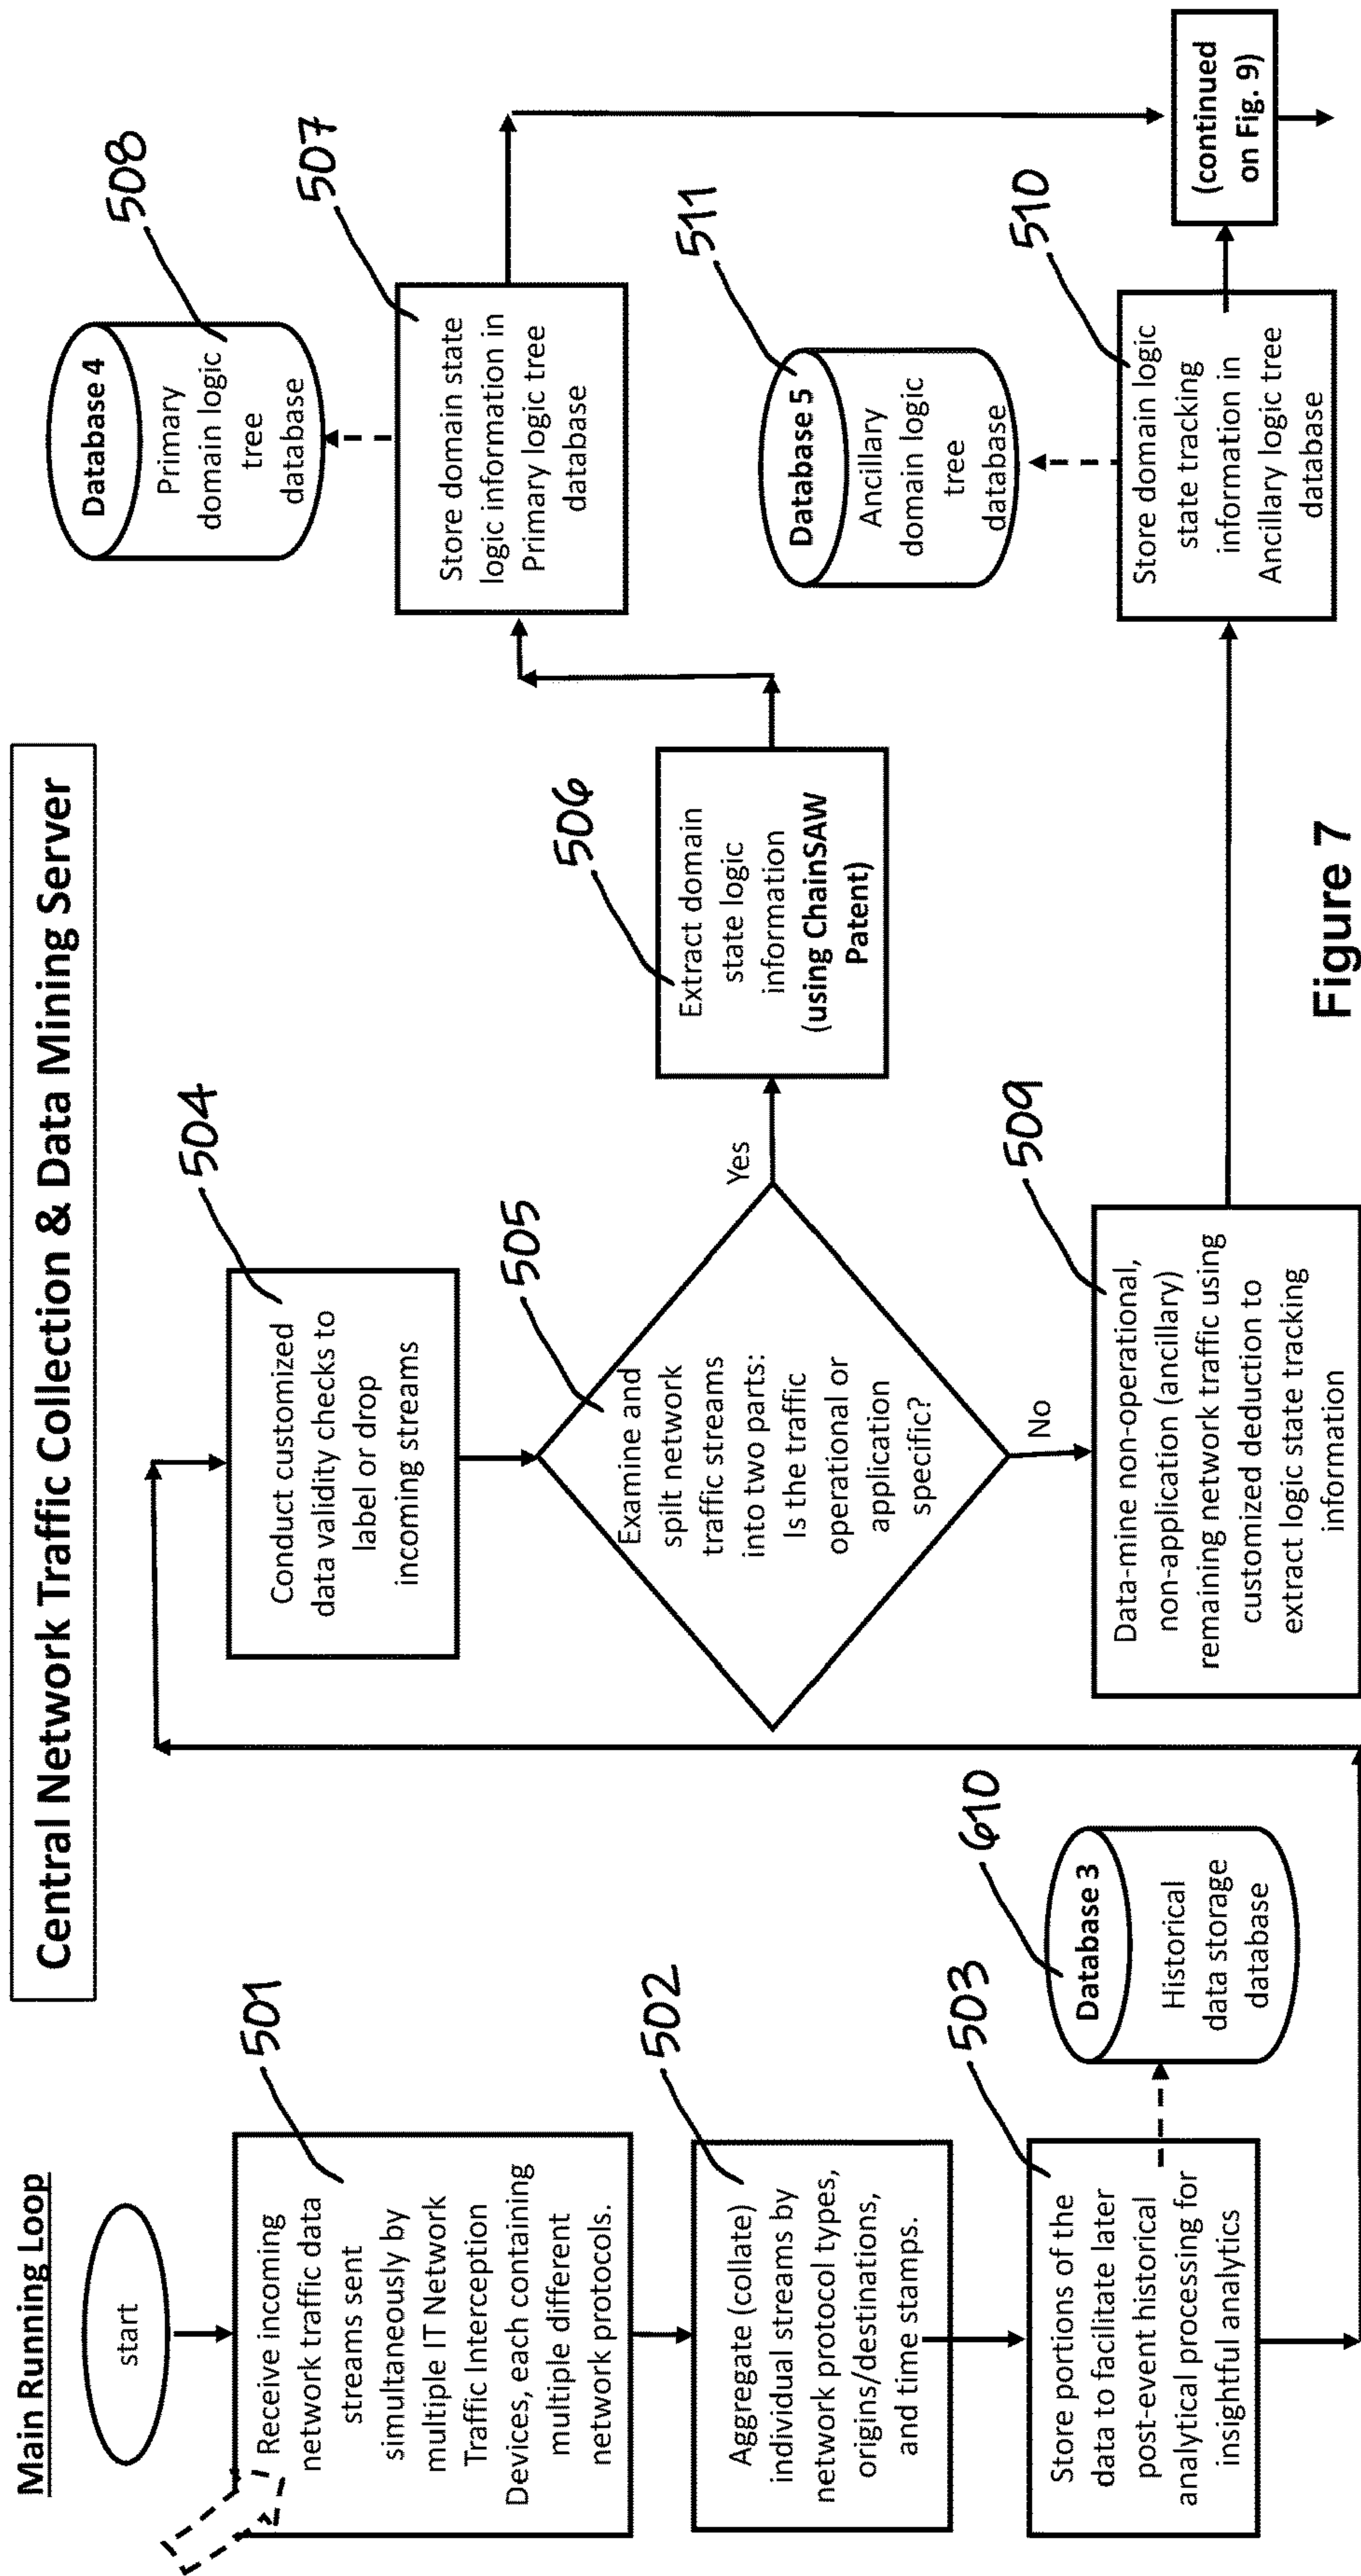 Central Network Traffic Collection & Data Mining Server
Main Running Loop
start
501
Receive incoming
network traffic data
streams sent
simultaneously by
multiple IT Network
Traffic Interception
Devices, each containing
multiple different
network protocols.
502
Aggregate (collate)
individual streams by
network protocol types,
origins/destinations,
and time stamps.
503
Store portions of the
data to facilitate later
post-event historical
analytical processing for
insightful analytics
610
Database 3
Historical
data storage
database
504
Conduct customized
data validity checks to
label or drop
incoming streams
505
Examine and
spilt network
traffic streams
into two parts:
Is the traffic
operational or
application
specific?
Yes
No
506
Extract domain
state logic
information
(using ChainSAW
Patent)
507
Store domain state
logic information in
Primary logic tree
database
508
Database 4
Primary
domain logic
tree
database
509
Data-mine non-operational,
non-application (ancillary)
remaining network traffic using
customized deduction to
extract logic state tracking
information
510
Store domain logic
state tracking
information in
Ancillary logic tree
database
511
Database 5
Ancillary
domain logic
tree
database
(continued
on Fig. 9)
Figure 7